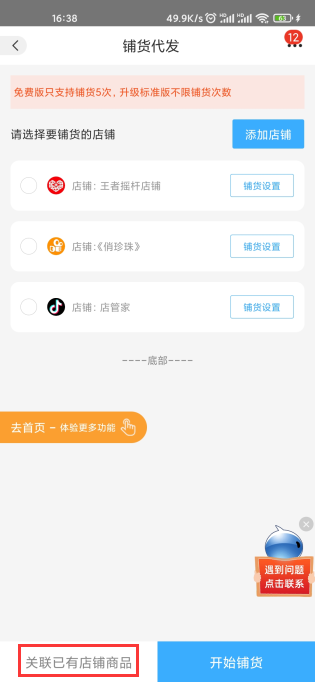 16:38
49.9K/s
63
铺货代发
12
免费版只支持铺货5次，升级标准版不限铺货次数
请选择要铺货的店铺
添加店铺
店铺：王者摇杆店铺
铺货设置
店铺：《俏珍珠》
铺货设置
店铺：店管家
铺货设置
----底部----
去首页 - 体验更多功能
遇到问题
点击联系
关联已有店铺商品
开始铺货